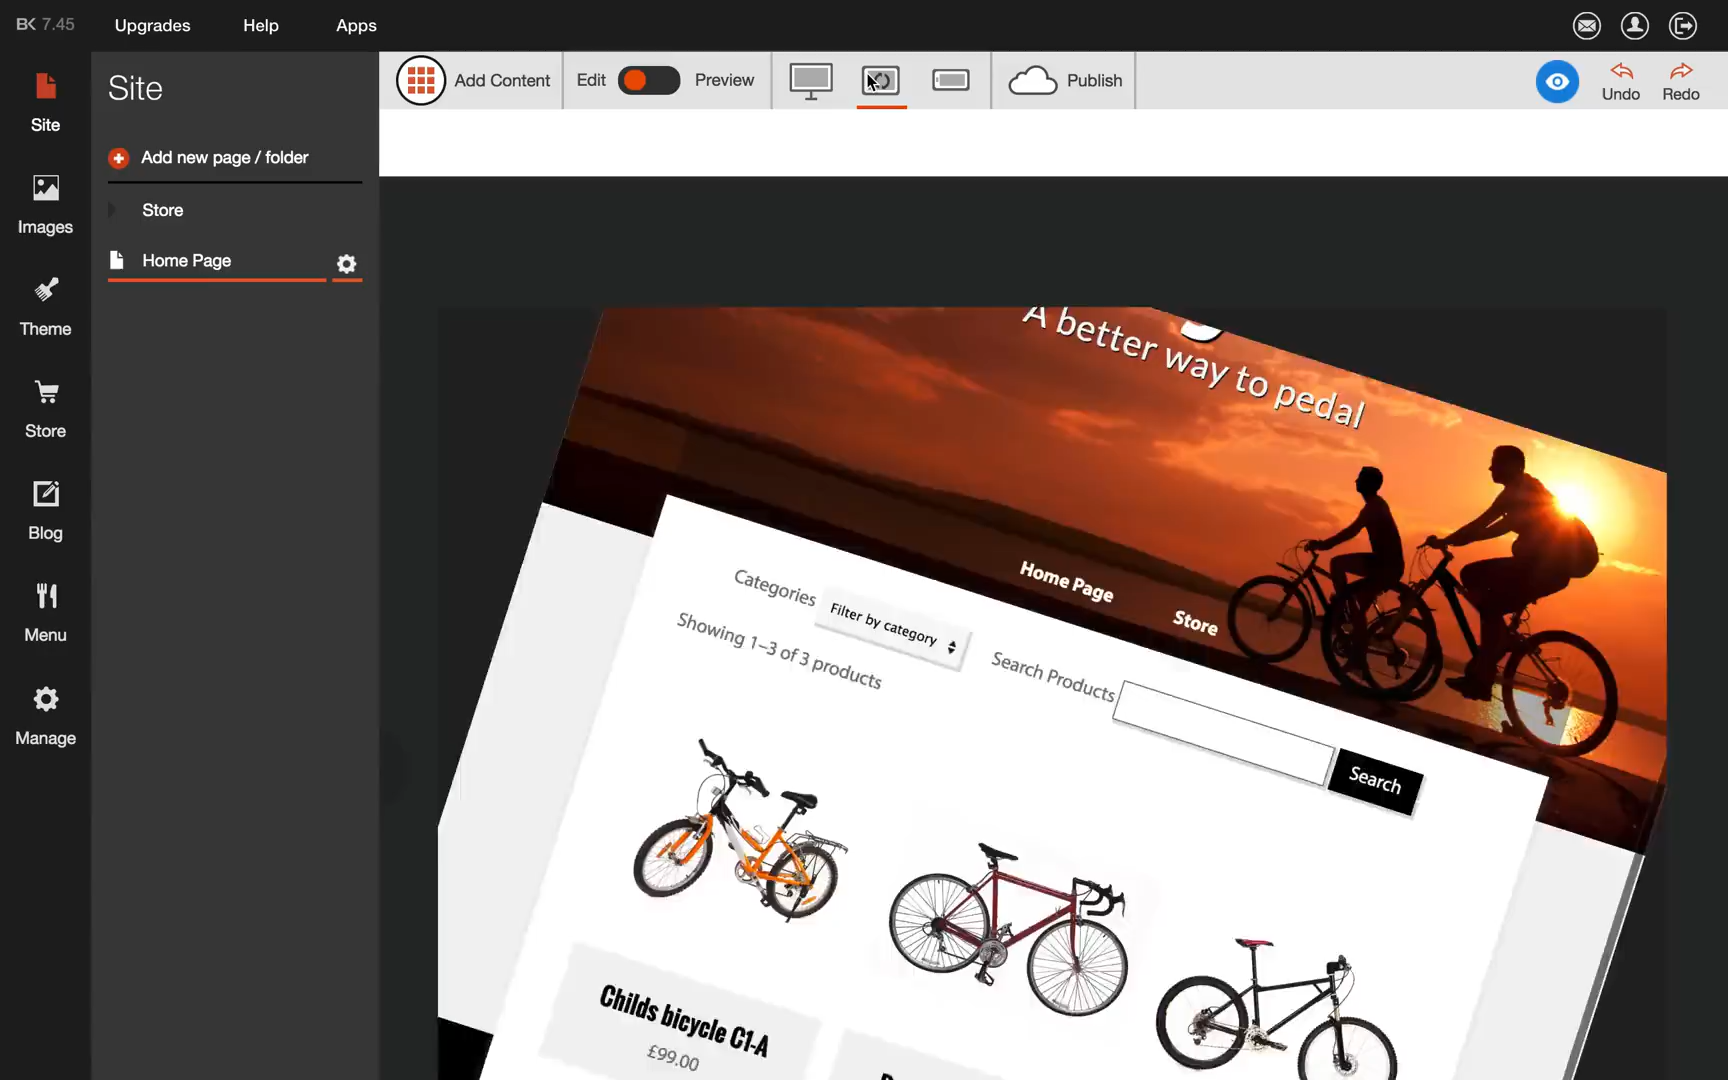 BK 7.45
Upgrades
Help
Apps
Site
Images
Theme
Store
Blog
Menu
Manage
Site
Add new page / folder
Store
Home Page
Add Content
Edit
Preview
Publish
Undo
Redo
A better way to pedal
Home Page
Store
Categories
Filter by category
Search Products
Search
Showing 1–3 of 3 products
Childs bicycle C1-A
£99.00